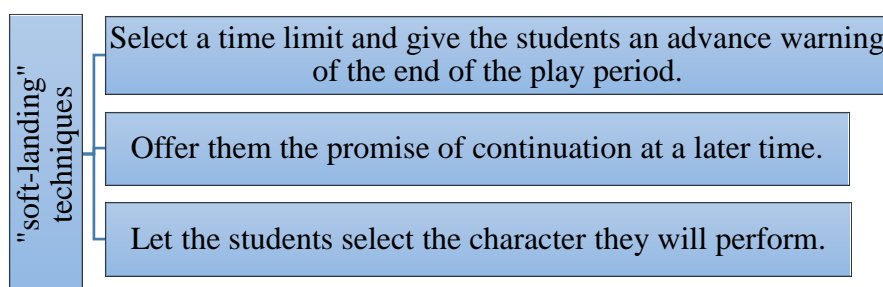 "soft-landing"
techniques
Select a time limit and give the students an advance warning
of the end of the play period.
Offer them the promise of continuation at a later time.
Let the students select the character they will perform.